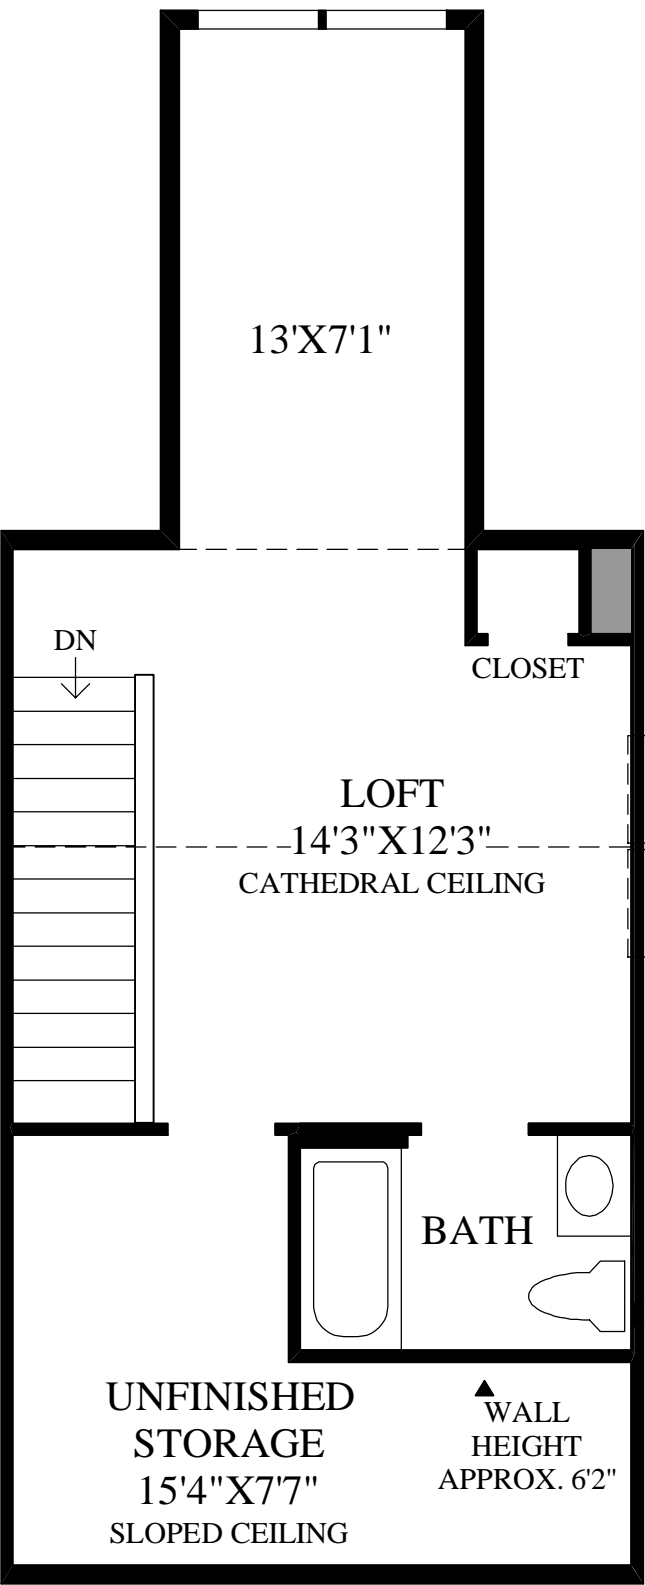 13'X7'1"
DN
CLOSET
LOFT
14'3"X12'3"
CATHEDRAL CEILING
BATH
UNFINISHED
STORAGE
15'4"X7'7"
SLOPED CEILING
WALL
HEIGHT
APPROX. 6'2"